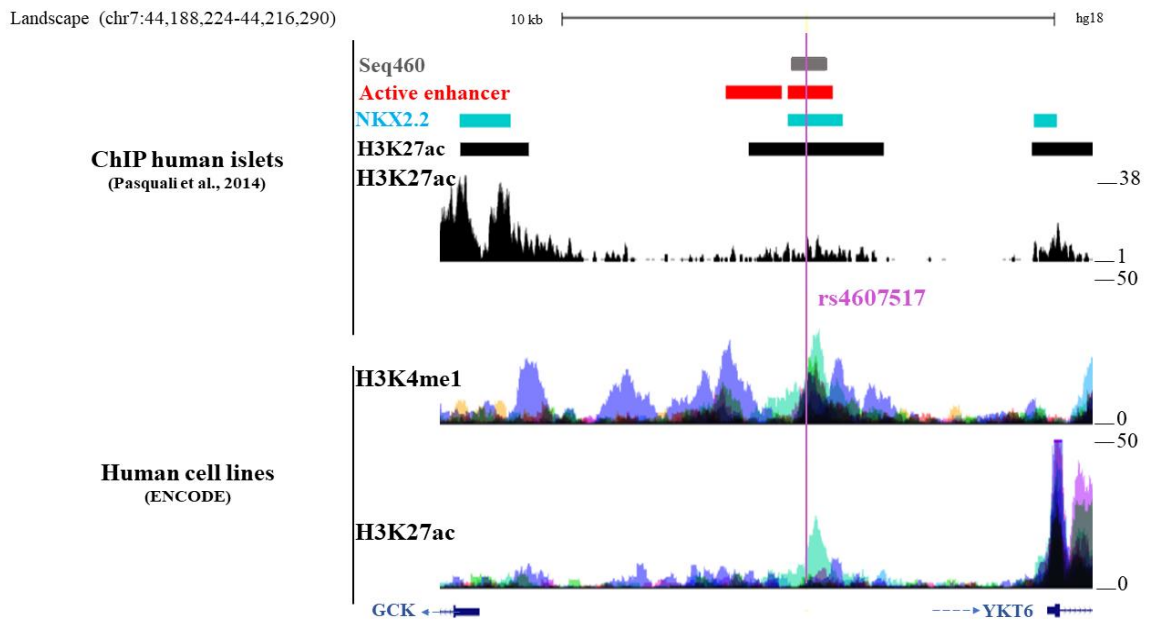 Landscape (chr7:44,188,224-44,216,290) 10 kb hg18
Seq460
Active enhancer
NKX2.2
H3K27ac
ChIP human islets
(Pasquali et al., 2014)
H3K27ac
38
1
50
rs4607517
H3K4me1
0
50
Human cell lines
(ENCODE)
H3K27ac
0
GCK YKT6